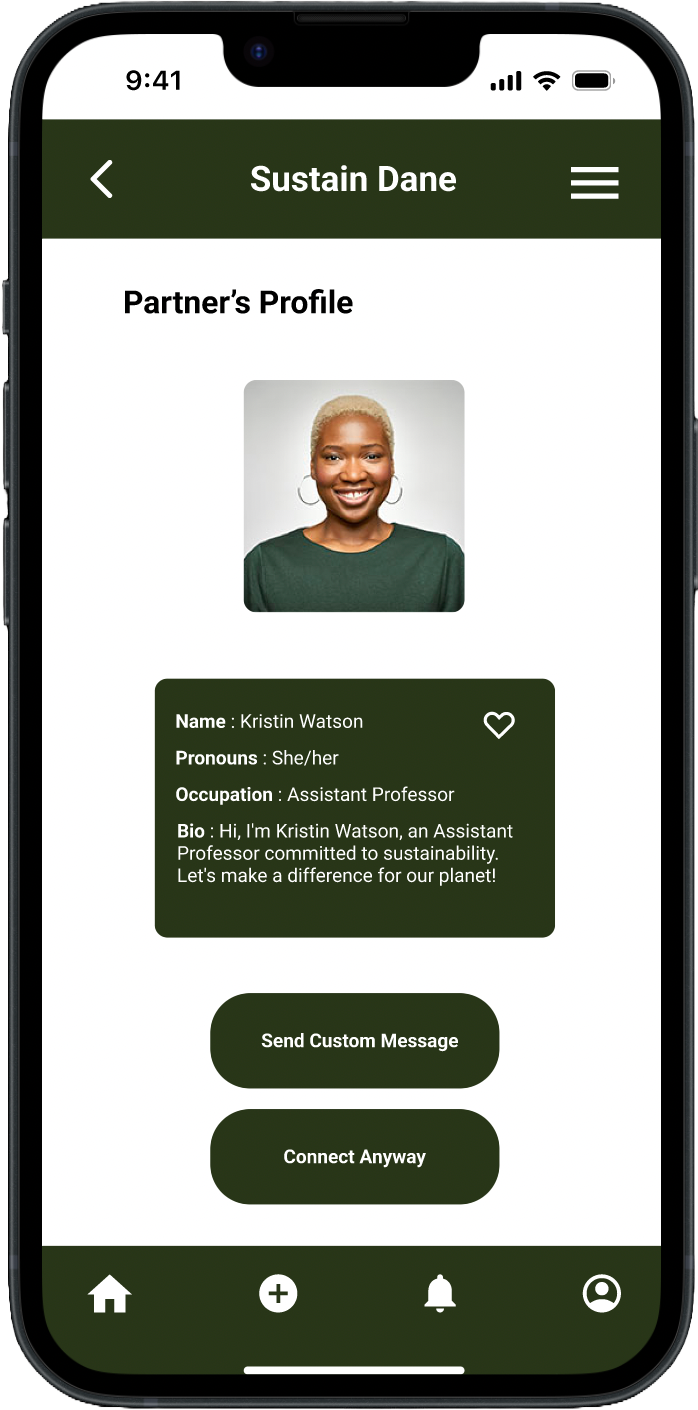 9:41
Sustain Dane
Partner’s Profile
Name : Kristin Watson
Pronouns : She/her
Occupation : Assistant Professor
Bio : Hi, I'm Kristin Watson, an Assistant
Professor committed to sustainability.
Let's make a difference for our planet!
Send Custom Message
Connect Anyway